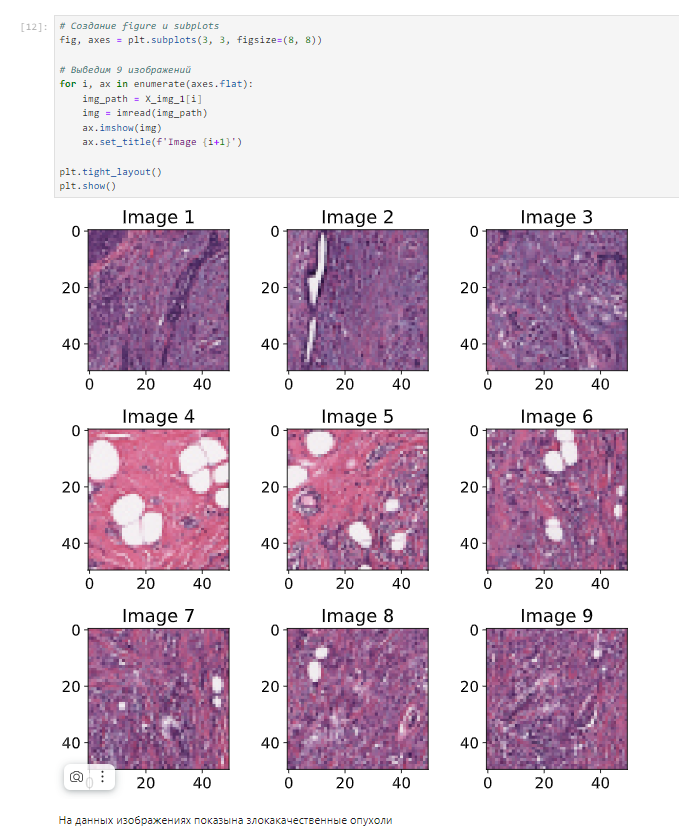 [12]:
# Создание figure и subplots
fig, axes = plt.subplots(3, 3, figsize=(8, 8))
# Выведим 9 изображений
for i, ax in enumerate(axes.flat):
    img_path = X_img_1[i]
    img = imread(img_path)
    ax.imshow(img)
    ax.set_title(f'Image {i+1}')
plt.tight_layout()
plt.show()
Image 1 Image 2 Image 3
0 0 0
20 20 20
40 40 40
0 20 40 0 20 40 0 20 40
Image 4 Image 5 Image 6
0 0 0
20 20 20
40 40 40
0 20 40 0 20 40 0 20 40
Image 7 Image 8 Image 9
0 0 0
20 20 20
40 40 40
0 20 40 0 20 40 0 20 40
На данных изображениях показына злокакачественные опухоли